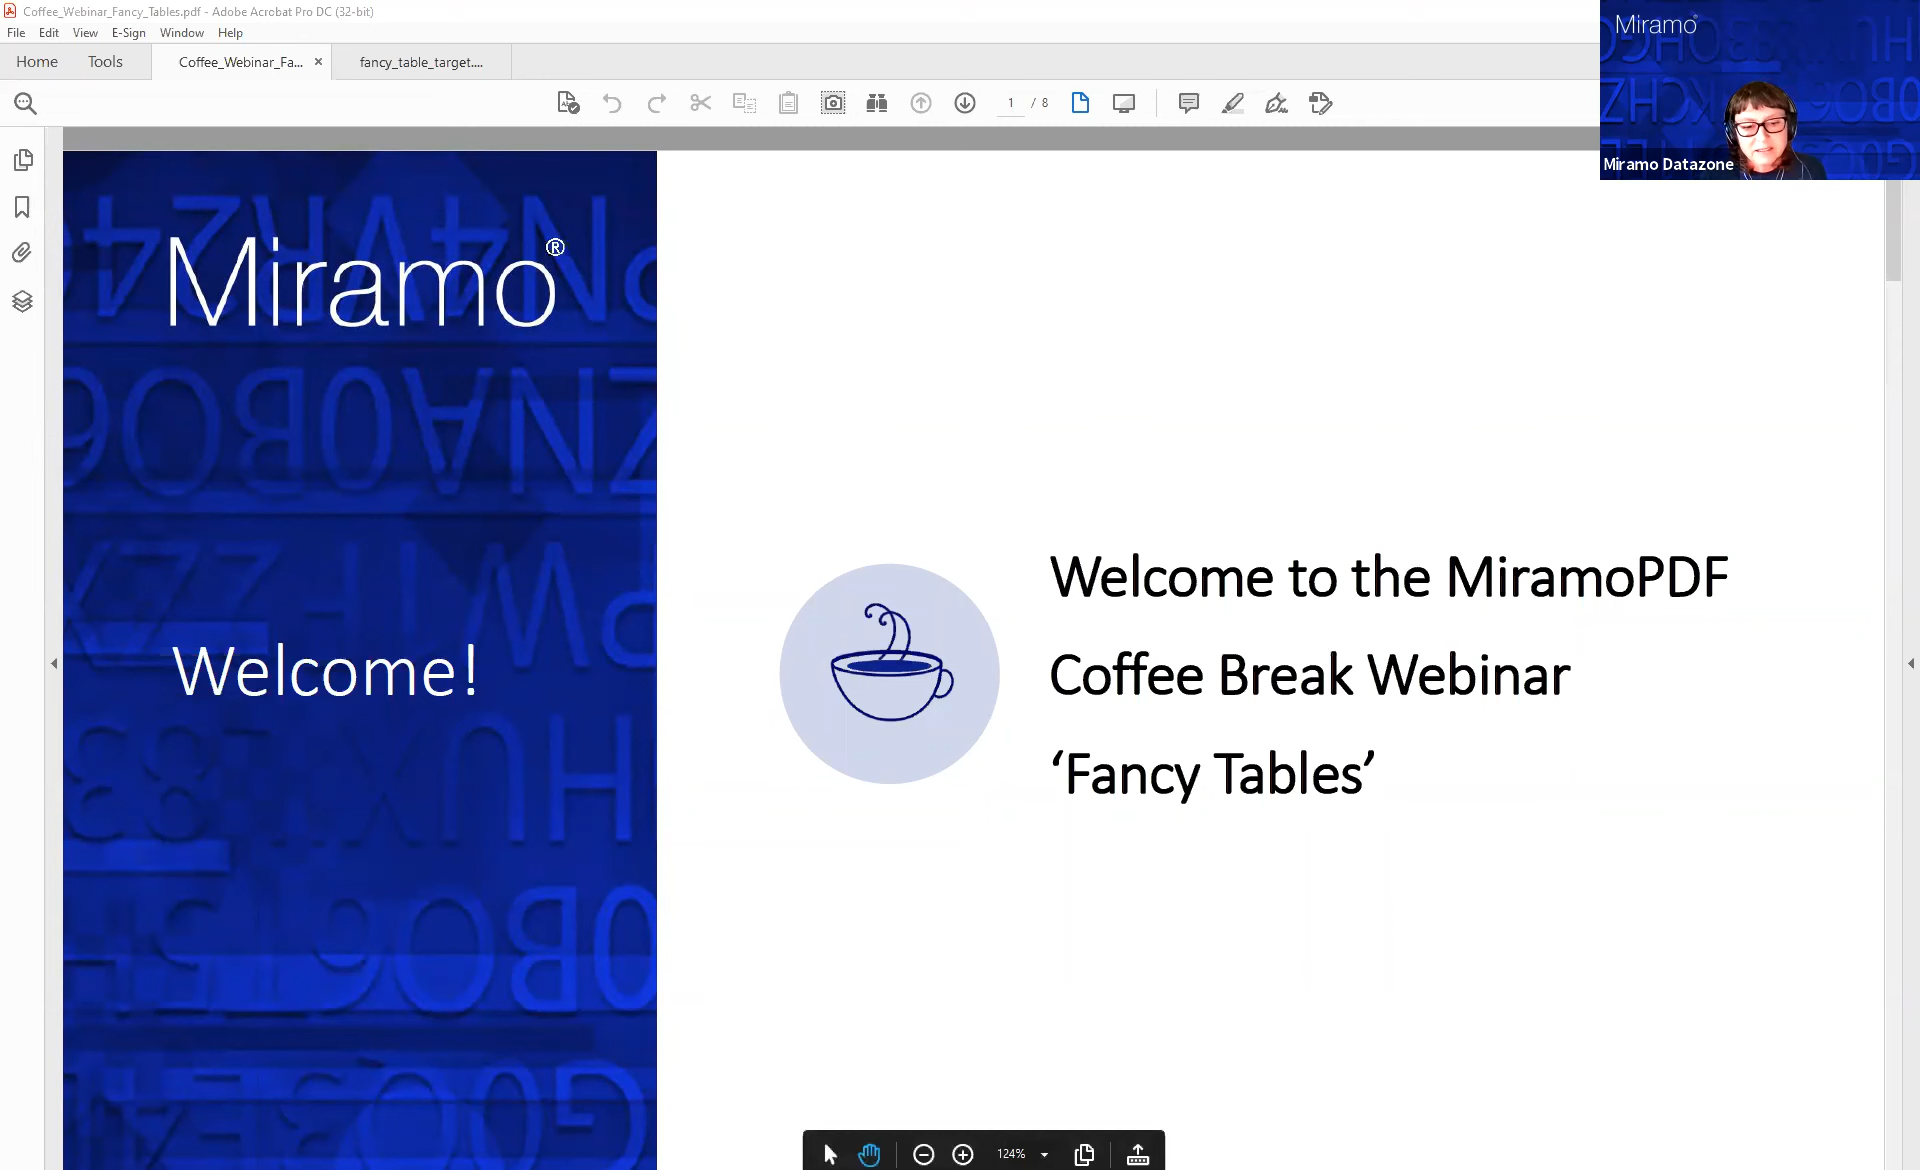 Coffee_Webinar_Fancy_Tables.pdf - Adobe Acrobat Pro DC (32-bit)
File Edit View E-Sign Window Help
Home Tools Coffee_Webinar_Fa... × fancy_table_target....
1 / 8
Miramo
Miramo Datazone
Miramo®
Welcome!
Welcome to the MiramoPDF
Coffee Break Webinar
‘Fancy Tables’
124%